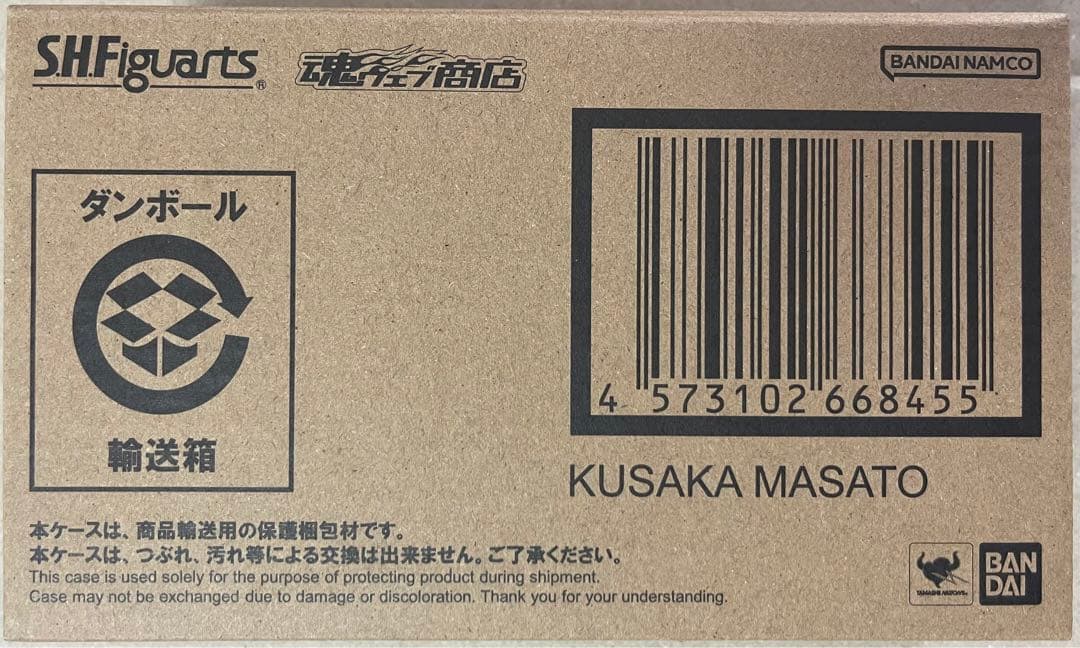 S.H.Figuarts®
魂ウェブ商店
BANDAI NAMCO
ダンボール
輸送箱
4 573102 668455
KUSAKA MASATO
本ケースは、商品輸送用の保護梱包材です。
本ケースは、つぶれ、汚れ等による交換は出来ません。ご了承ください。
This case is used solely for the purpose of protecting product during shipment.
Case may not be exchanged due to damage or discoloration. Thank you for your understanding.
TAMASHII NATIONS
BAN
DAI